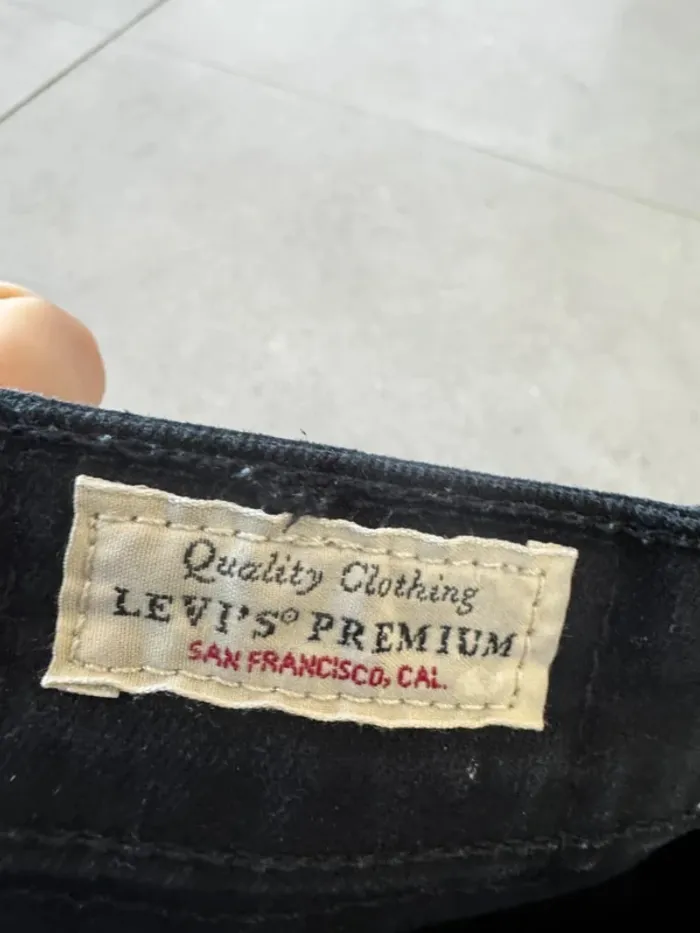 Quality Clothing
LEVI'S® PREMIUM
SAN FRANCISCO, CAL.